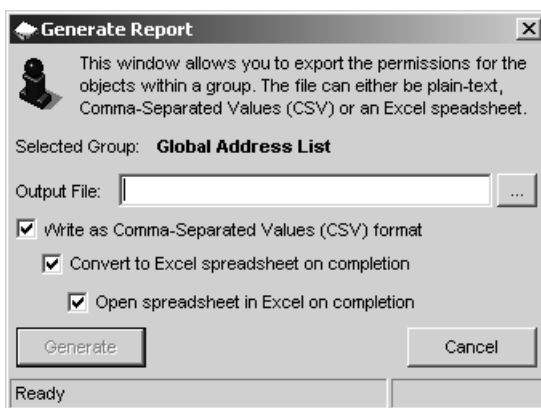 Generate Report
This window allows you to export the permissions for the
objects within a group. The file can either be plain-text,
Comma-Separated Values (CSV) or an Excel speadsheet.
Selected Group: Global Address List
Output File: ...
Write as Comma-Separated Values (CSV) format
Convert to Excel spreadsheet on completion
Open spreadsheet in Excel on completion
Generate Cancel
Ready